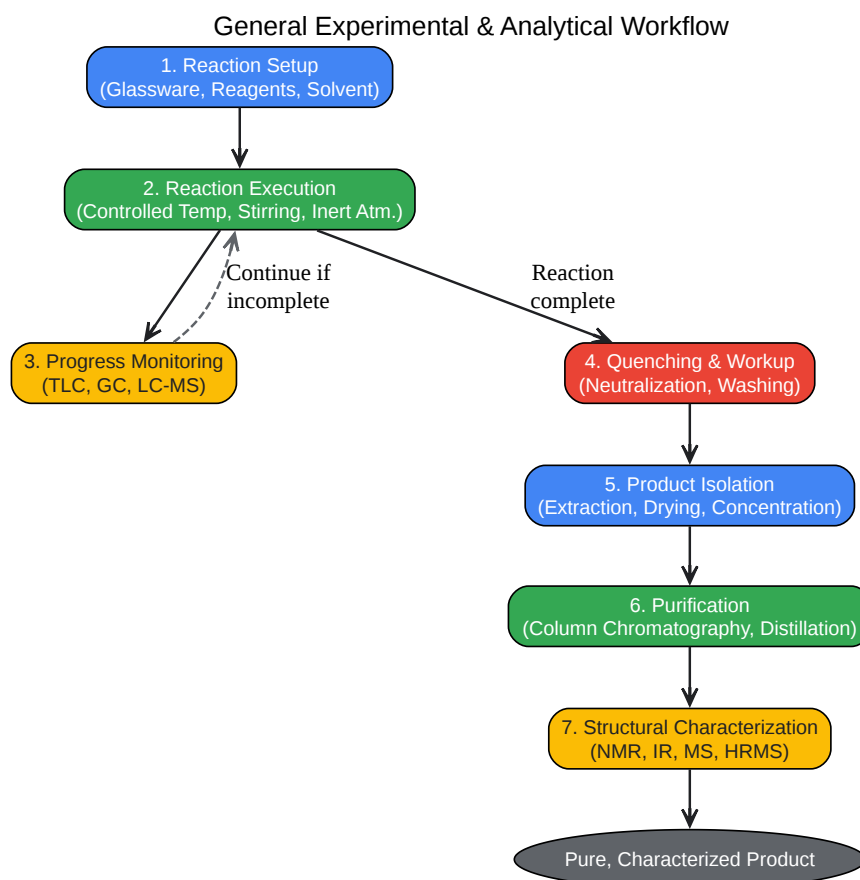 General Experimental & Analytical Workflow
1. Reaction Setup
(Glassware, Reagents, Solvent)
2. Reaction Execution
(Controlled Temp, Stirring, Inert Atm.)
Continue if
incomplete
Reaction
complete
3. Progress Monitoring
(TLC, GC, LC-MS)
4. Quenching & Workup
(Neutralization, Washing)
5. Product Isolation
(Extraction, Drying, Concentration)
6. Purification
(Column Chromatography, Distillation)
7. Structural Characterization
(NMR, IR, MS, HRMS)
Pure, Characterized Product